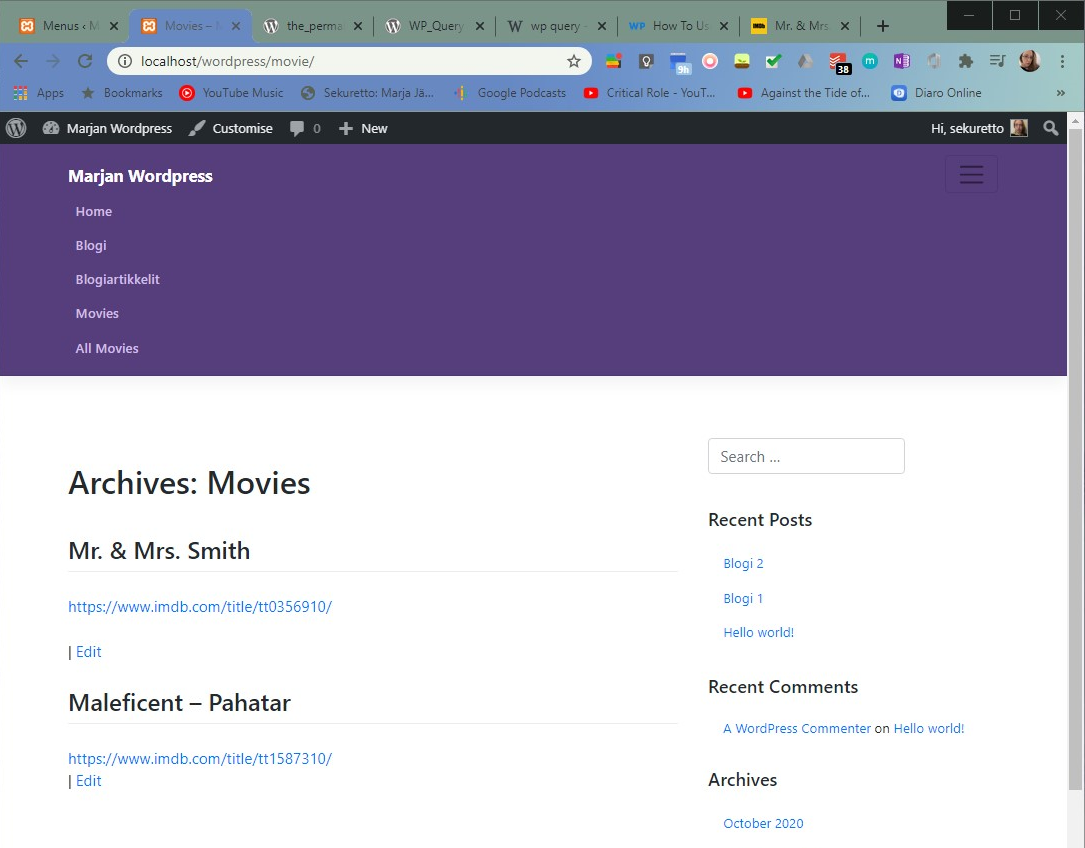 Menus ‹ M
Movies – M
the_perma
WP_Query
wp query -
How To Us
Mr. & Mrs.
localhost/wordpress/movie/
9h
38
Apps
Bookmarks
YouTube Music
Sekuretto: Marja Jä...
Google Podcasts
Critical Role - YouT...
Against the Tide of...
Diaro Online
»
Marjan Wordpress
Customise
0
New
Hi, sekuretto
Marjan Wordpress
Home
Blogi
Blogiartikkelit
Movies
All Movies
Archives: Movies
Mr. & Mrs. Smith
https://www.imdb.com/title/tt0356910/
| Edit
Maleficent – Pahatar
https://www.imdb.com/title/tt1587310/
| Edit
Search …
Recent Posts
Blogi 2
Blogi 1
Hello world!
Recent Comments
A WordPress Commenter on Hello world!
Archives
October 2020